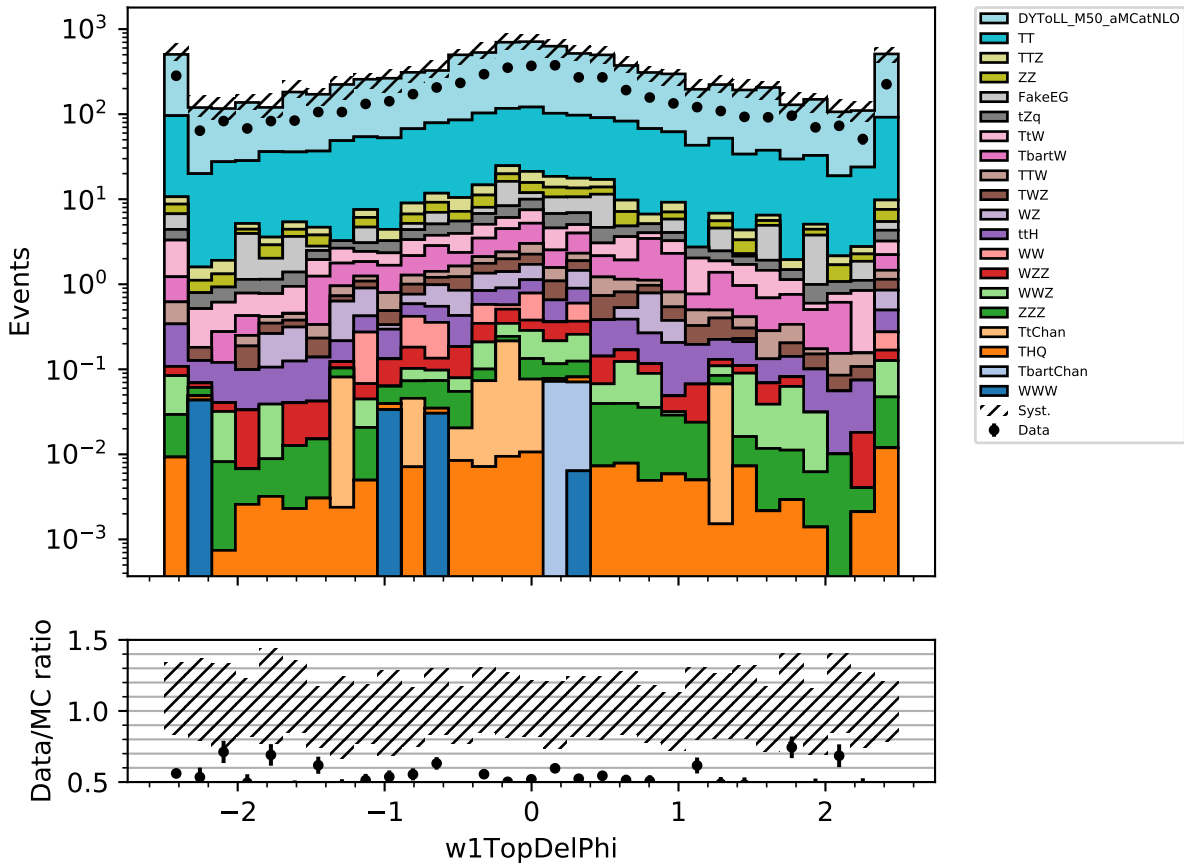 Events
10³
10²
10¹
10⁰
10⁻¹
10⁻²
10⁻³
DYToLL_M50_aMCatNLO
TT
TTZ
ZZ
FakeEG
tZq
TtW
TbartW
TTW
TWZ
WZ
ttH
WW
WZZ
WWZ
ZZZ
TtChan
THQ
TbartChan
WWW
Syst.
Data
Data/MC ratio
1.5
1.0
0.5
−2 −1 0 1 2
w1TopDelPhi